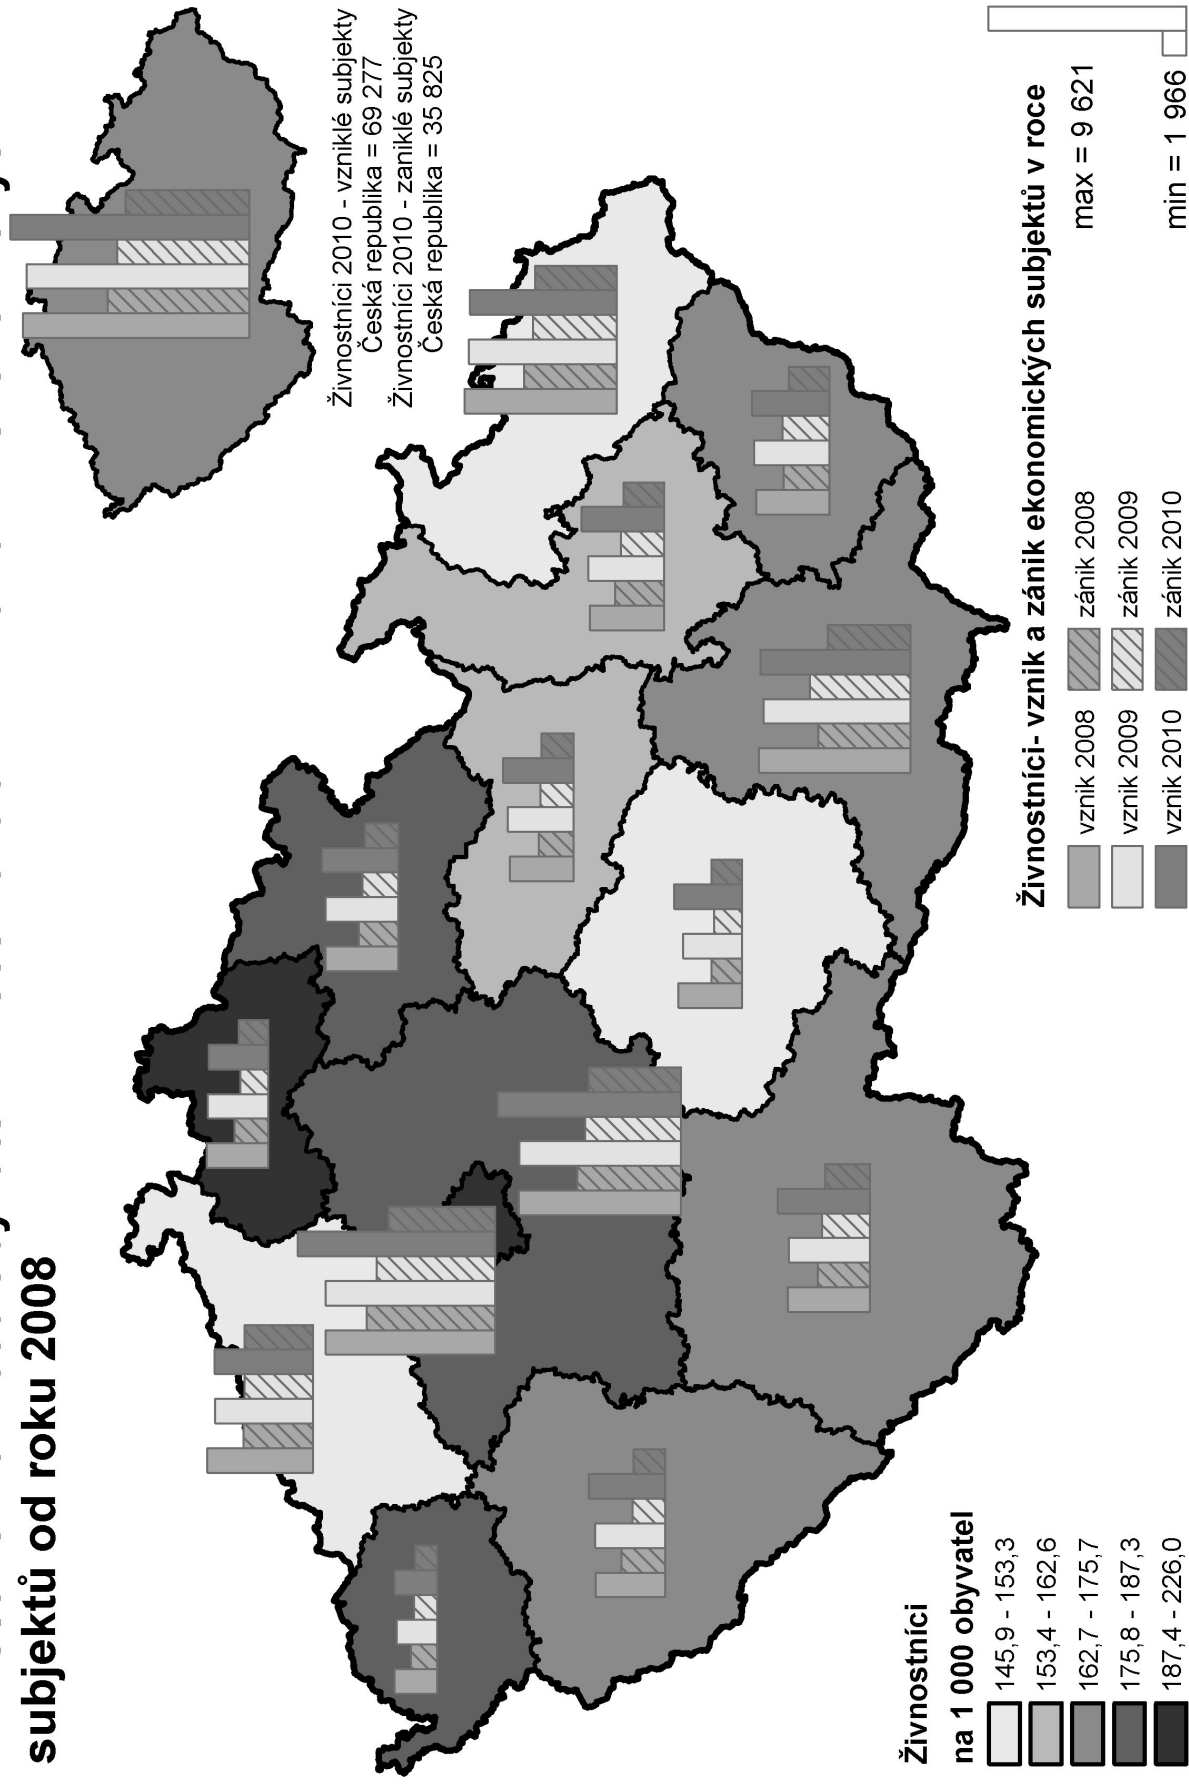 subjektů od roku 2008
Živnostníci 2010 - vzniklé subjekty
Česká republika = 69 277
Živnostníci 2010 - zaniklé subjekty
Česká republika = 35 825
Živnostníci
na 1 000 obyvatel
145,9 - 153,3
153,4 - 162,6
162,7 - 175,7
175,8 - 187,3
187,4 - 226,0
Živnostníci- vznik a zánik ekonomických subjektů v roce
vznik 2008 zánik 2008 max = 9 621
vznik 2009 zánik 2009
vznik 2010 zánik 2010 min = 1 966